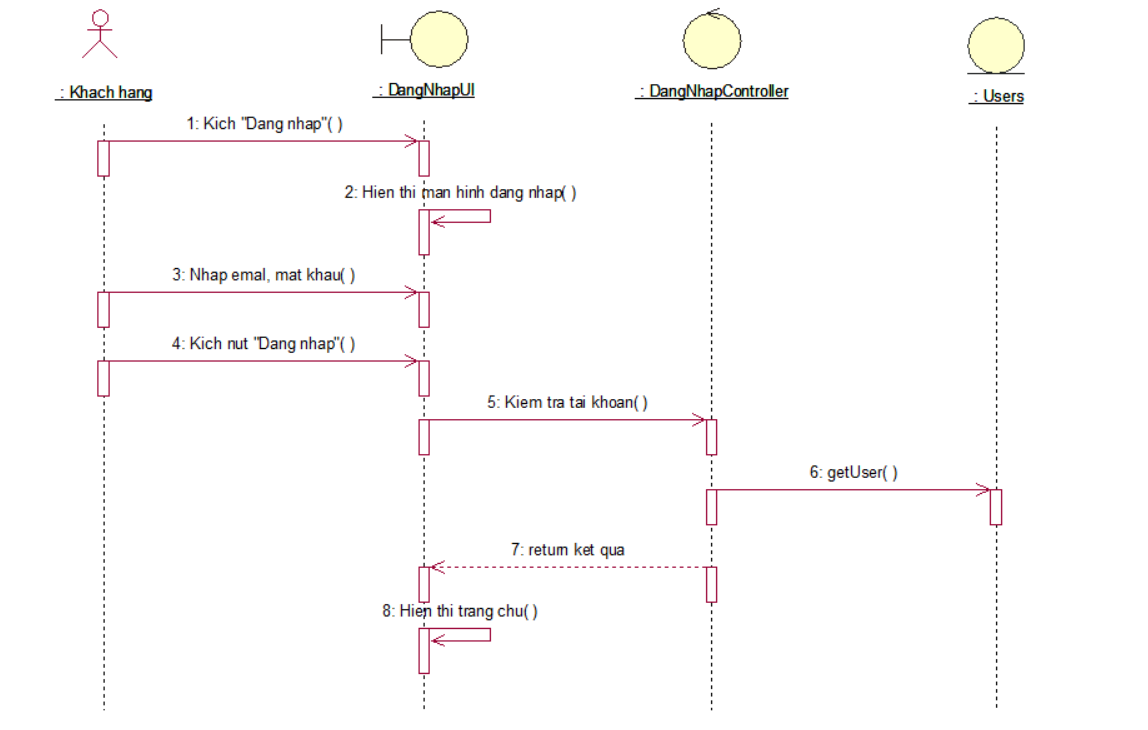 : Khach hang
: DangNhapUI
: DangNhapController
: Users
1: Kich "Dang nhap"( )
2: Hien thi man hinh dang nhap( )
3: Nhap emal, mat khau( )
4: Kich nut "Dang nhap"( )
5: Kiem tra tai khoan( )
6: getUser( )
7: return ket qua
8: Hien thi trang chu( )